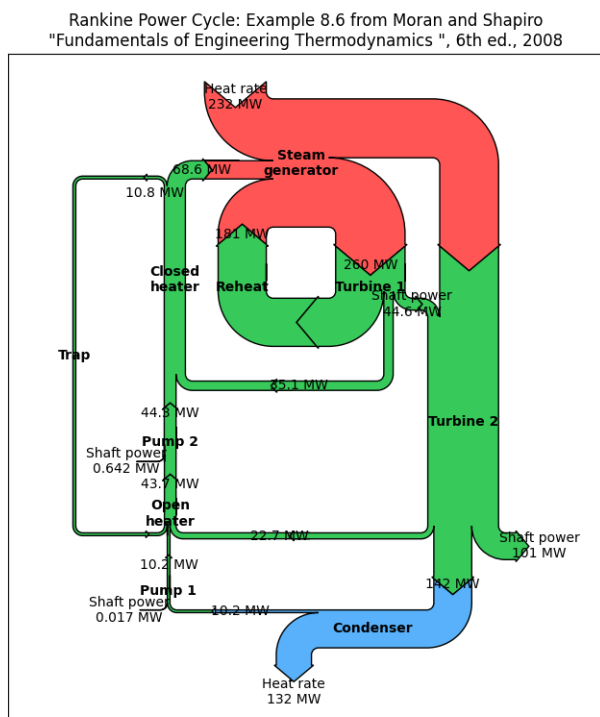 Rankine Power Cycle: Example 8.6 from Moran and Shapiro
"Fundamentals of Engineering Thermodynamics ", 6th ed., 2008
Heat rate
232 MW
68.6 MW
Steam
generator
10.8 MW
181 MW
260 MW
Closed
heater
Reheat
Turbine 1
Shaft power
44.6 MW
Trap
35.1 MW
44.3 MW
Turbine 2
Pump 2
Shaft power
0.642 MW
43.7 MW
Open
heater
22.7 MW
Shaft power
101 MW
10.2 MW
142 MW
Pump 1
Shaft power
0.017 MW
10.2 MW
Condenser
Heat rate
132 MW